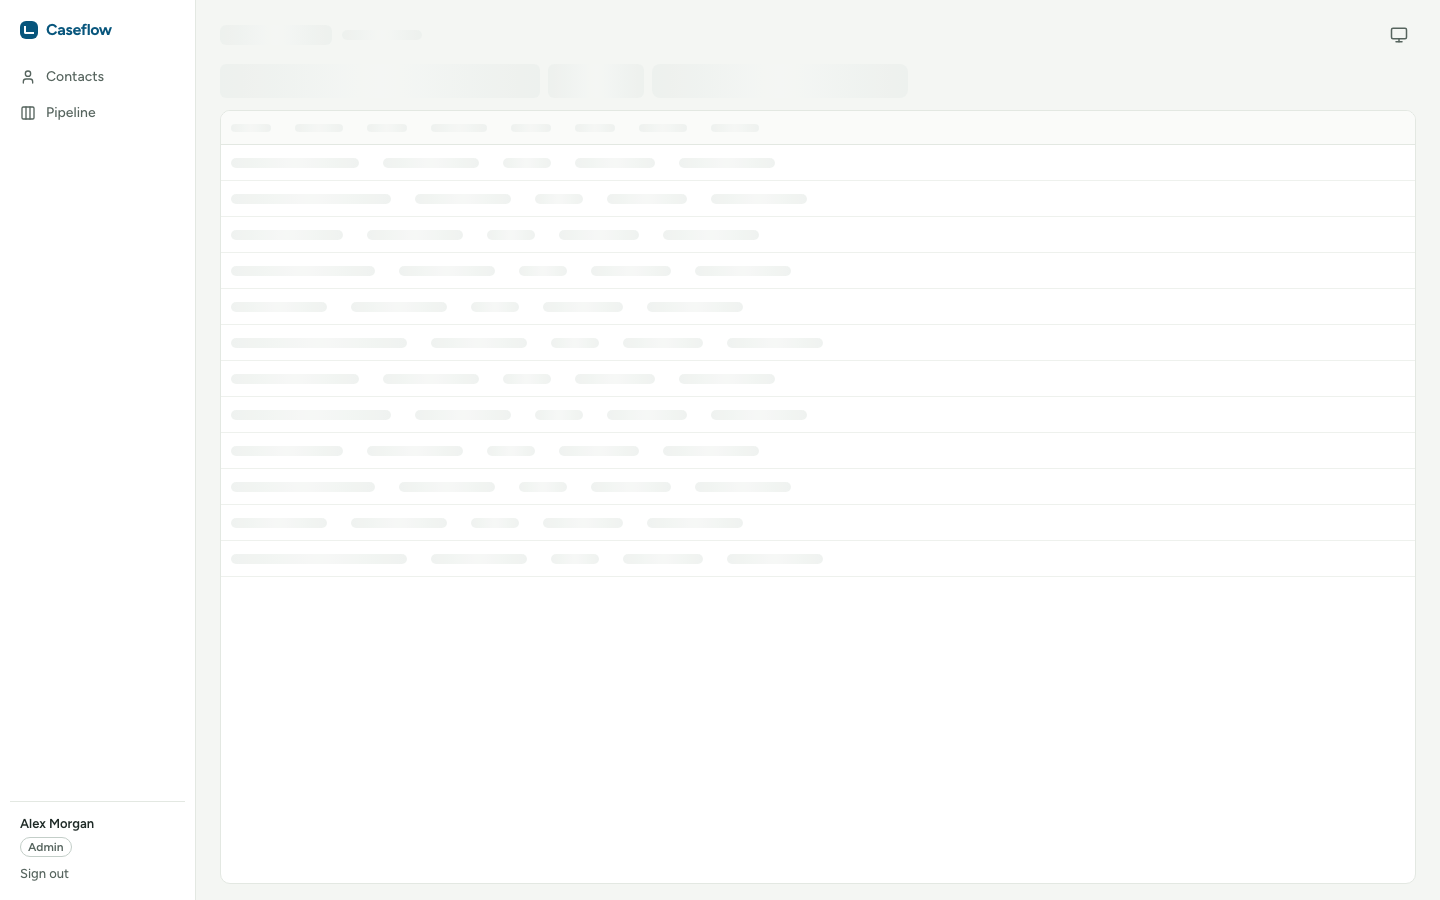 Caseflow
Contacts
Pipeline
Alex Morgan
Admin
Sign out